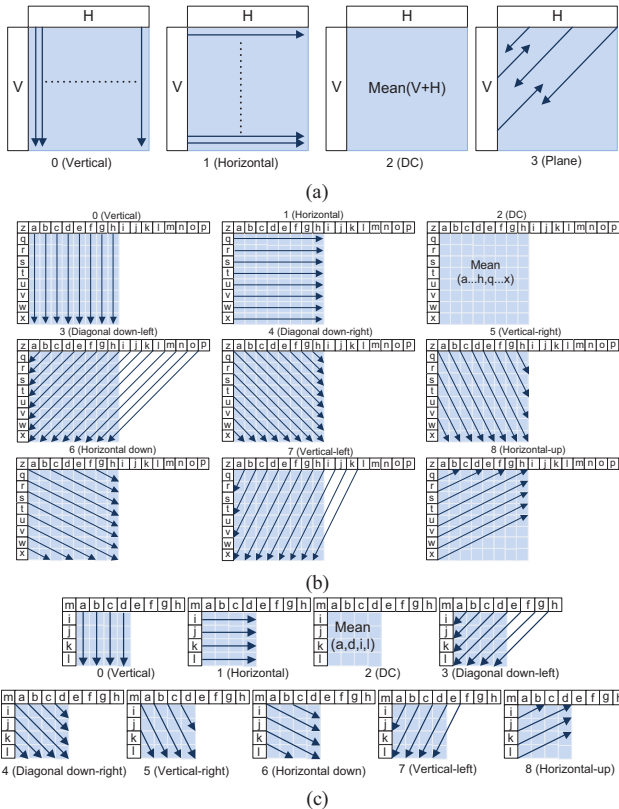 H H H H
V V V V
Mean(V+H)
0 (Vertical) 1 (Horizontal) 2 (DC) 3 (Plane)
(a)
0 (Vertical) 1 (Horizontal) 2 (DC)
z a b c d e f g h i j k l m n o p z a b c d e f g h i j k l m n o p z a b c d e f g h i j k l m n o p
q q q
r r r
s s s
t t t
u u u
v v v
w w w
x x x
Mean
(a...h,q...x)
3 (Diagonal down-left) 4 (Diagonal down-right) 5 (Vertical-right)
z a b c d e f g h i j k l m n o p z a b c d e f g h i j k l m n o p z a b c d e f g h i j k l m n o p
q q q
r r r
s s s
t t t
u u u
v v v
w w w
x x x
6 (Horizontal down) 7 (Vertical-left) 8 (Horizontal-up)
z a b c d e f g h i j k l m n o p z a b c d e f g h i j k l m n o p z a b c d e f g h i j k l m n o p
q q q
r r r
s s s
t t t
u u u
v v v
w w w
x x x
(b)
m a b c d e f g h m a b c d e f g h m a b c d e f g h m a b c d e f g h
i i i i
j j j j
k k k k
l l l l
Mean
(a,d,i,l)
0 (Vertical) 1 (Horizontal) 2 (DC) 3 (Diagonal down-left)
m a b c d e f g h m a b c d e f g h m a b c d e f g h m a b c d e f g h m a b c d e f g h
i i i i i
j j j j j
k k k k k
l l l l l
4 (Diagonal down-right) 5 (Vertical-right) 6 (Horizontal down) 7 (Vertical-left) 8 (Horizontal-up)
(c)